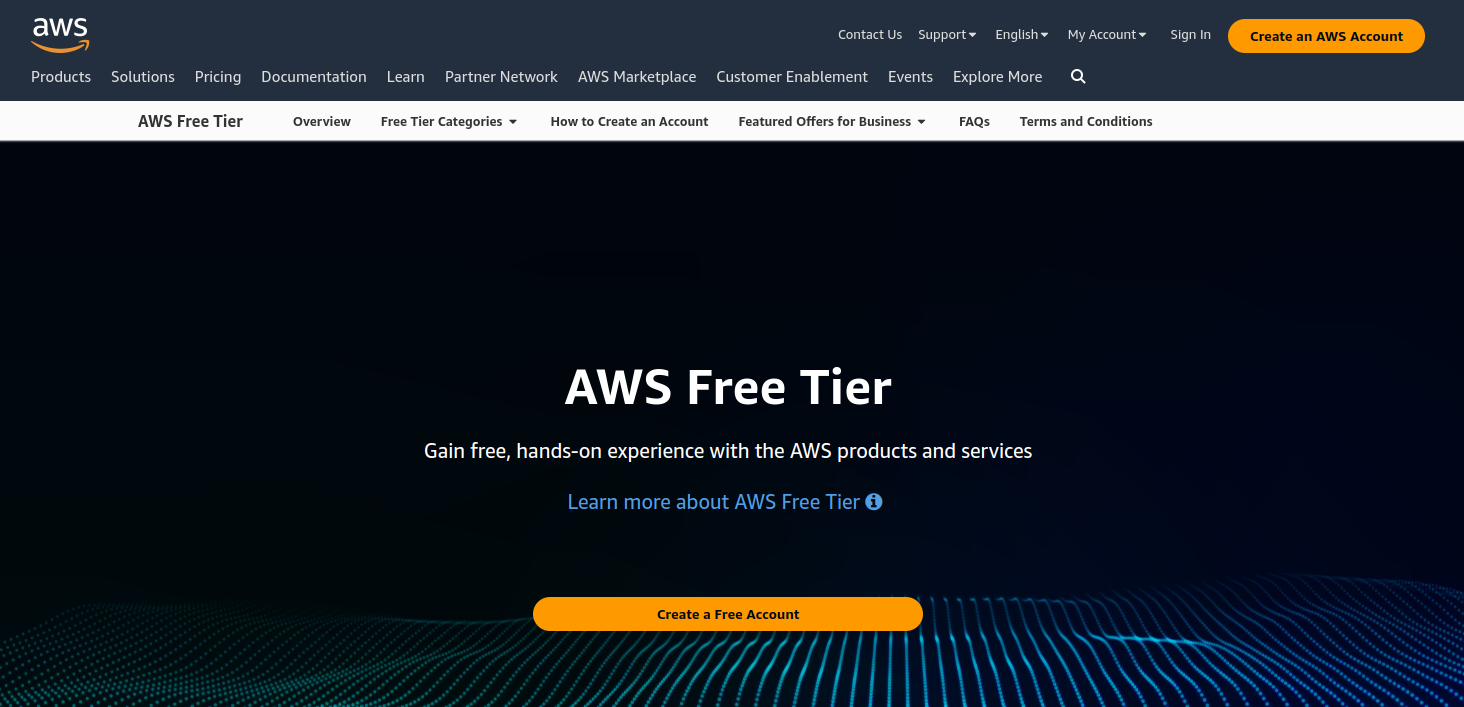 aws
Contact Us Support English My Account Sign In Create an AWS Account
Products Solutions Pricing Documentation Learn Partner Network AWS Marketplace Customer Enablement Events Explore More
AWS Free Tier Overview Free Tier Categories How to Create an Account Featured Offers for Business FAQs Terms and Conditions
AWS Free Tier
Gain free, hands-on experience with the AWS products and services
Learn more about AWS Free Tier
Create a Free Account